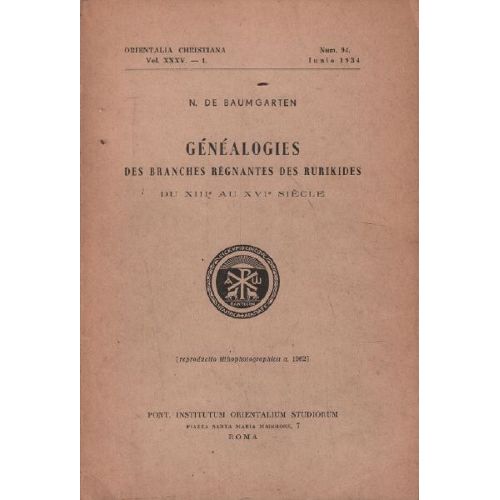 ORIENTALIA CHRISTIANA
Vol. XXXV. — 1.
Num. 94.
Iunio 1934
N. DE BAUMGARTEN
GÉNÉALOGIES
DES BRANCHES RÉGNANTES DES RURIKIDES
DU XIIIe AU XVIe SIÈCLE
[reproductio lithophotographica a. 1962]
PONT. INSTITUTUM ORIENTALIUM STUDIORUM
PIAZZA SANTA MARIA MAGGIORE, 7
ROMA